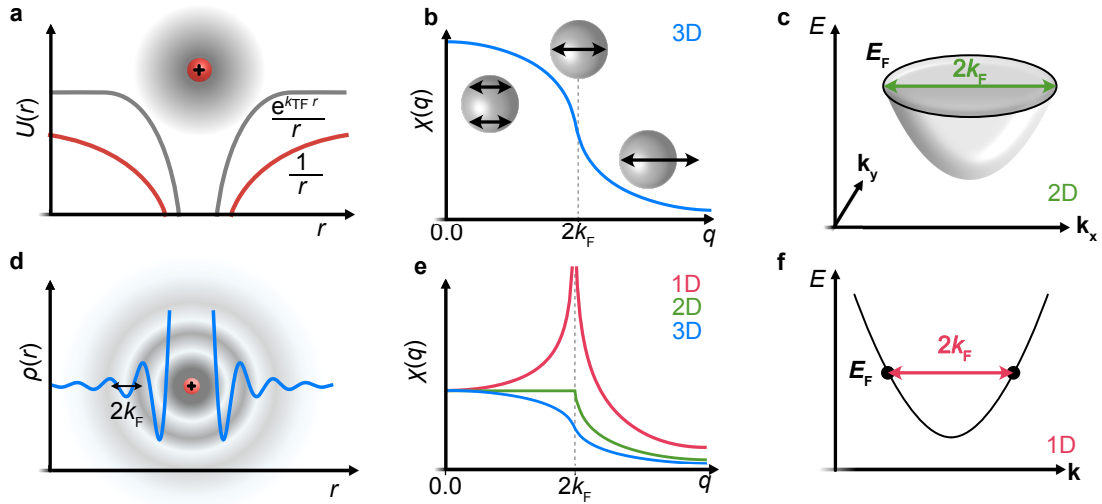 a
U(r)
+
e^{k_TF r}
r
1
r
r
b
3D
χ(q)
0.0
2k_F
q
c
E
E_F
2k_F
k_y
2D
k_x
d
ρ(r)
+
2k_F
r
e
1D
2D
3D
χ(q)
0.0
2k_F
q
f
E
2k_F
E_F
1D
k